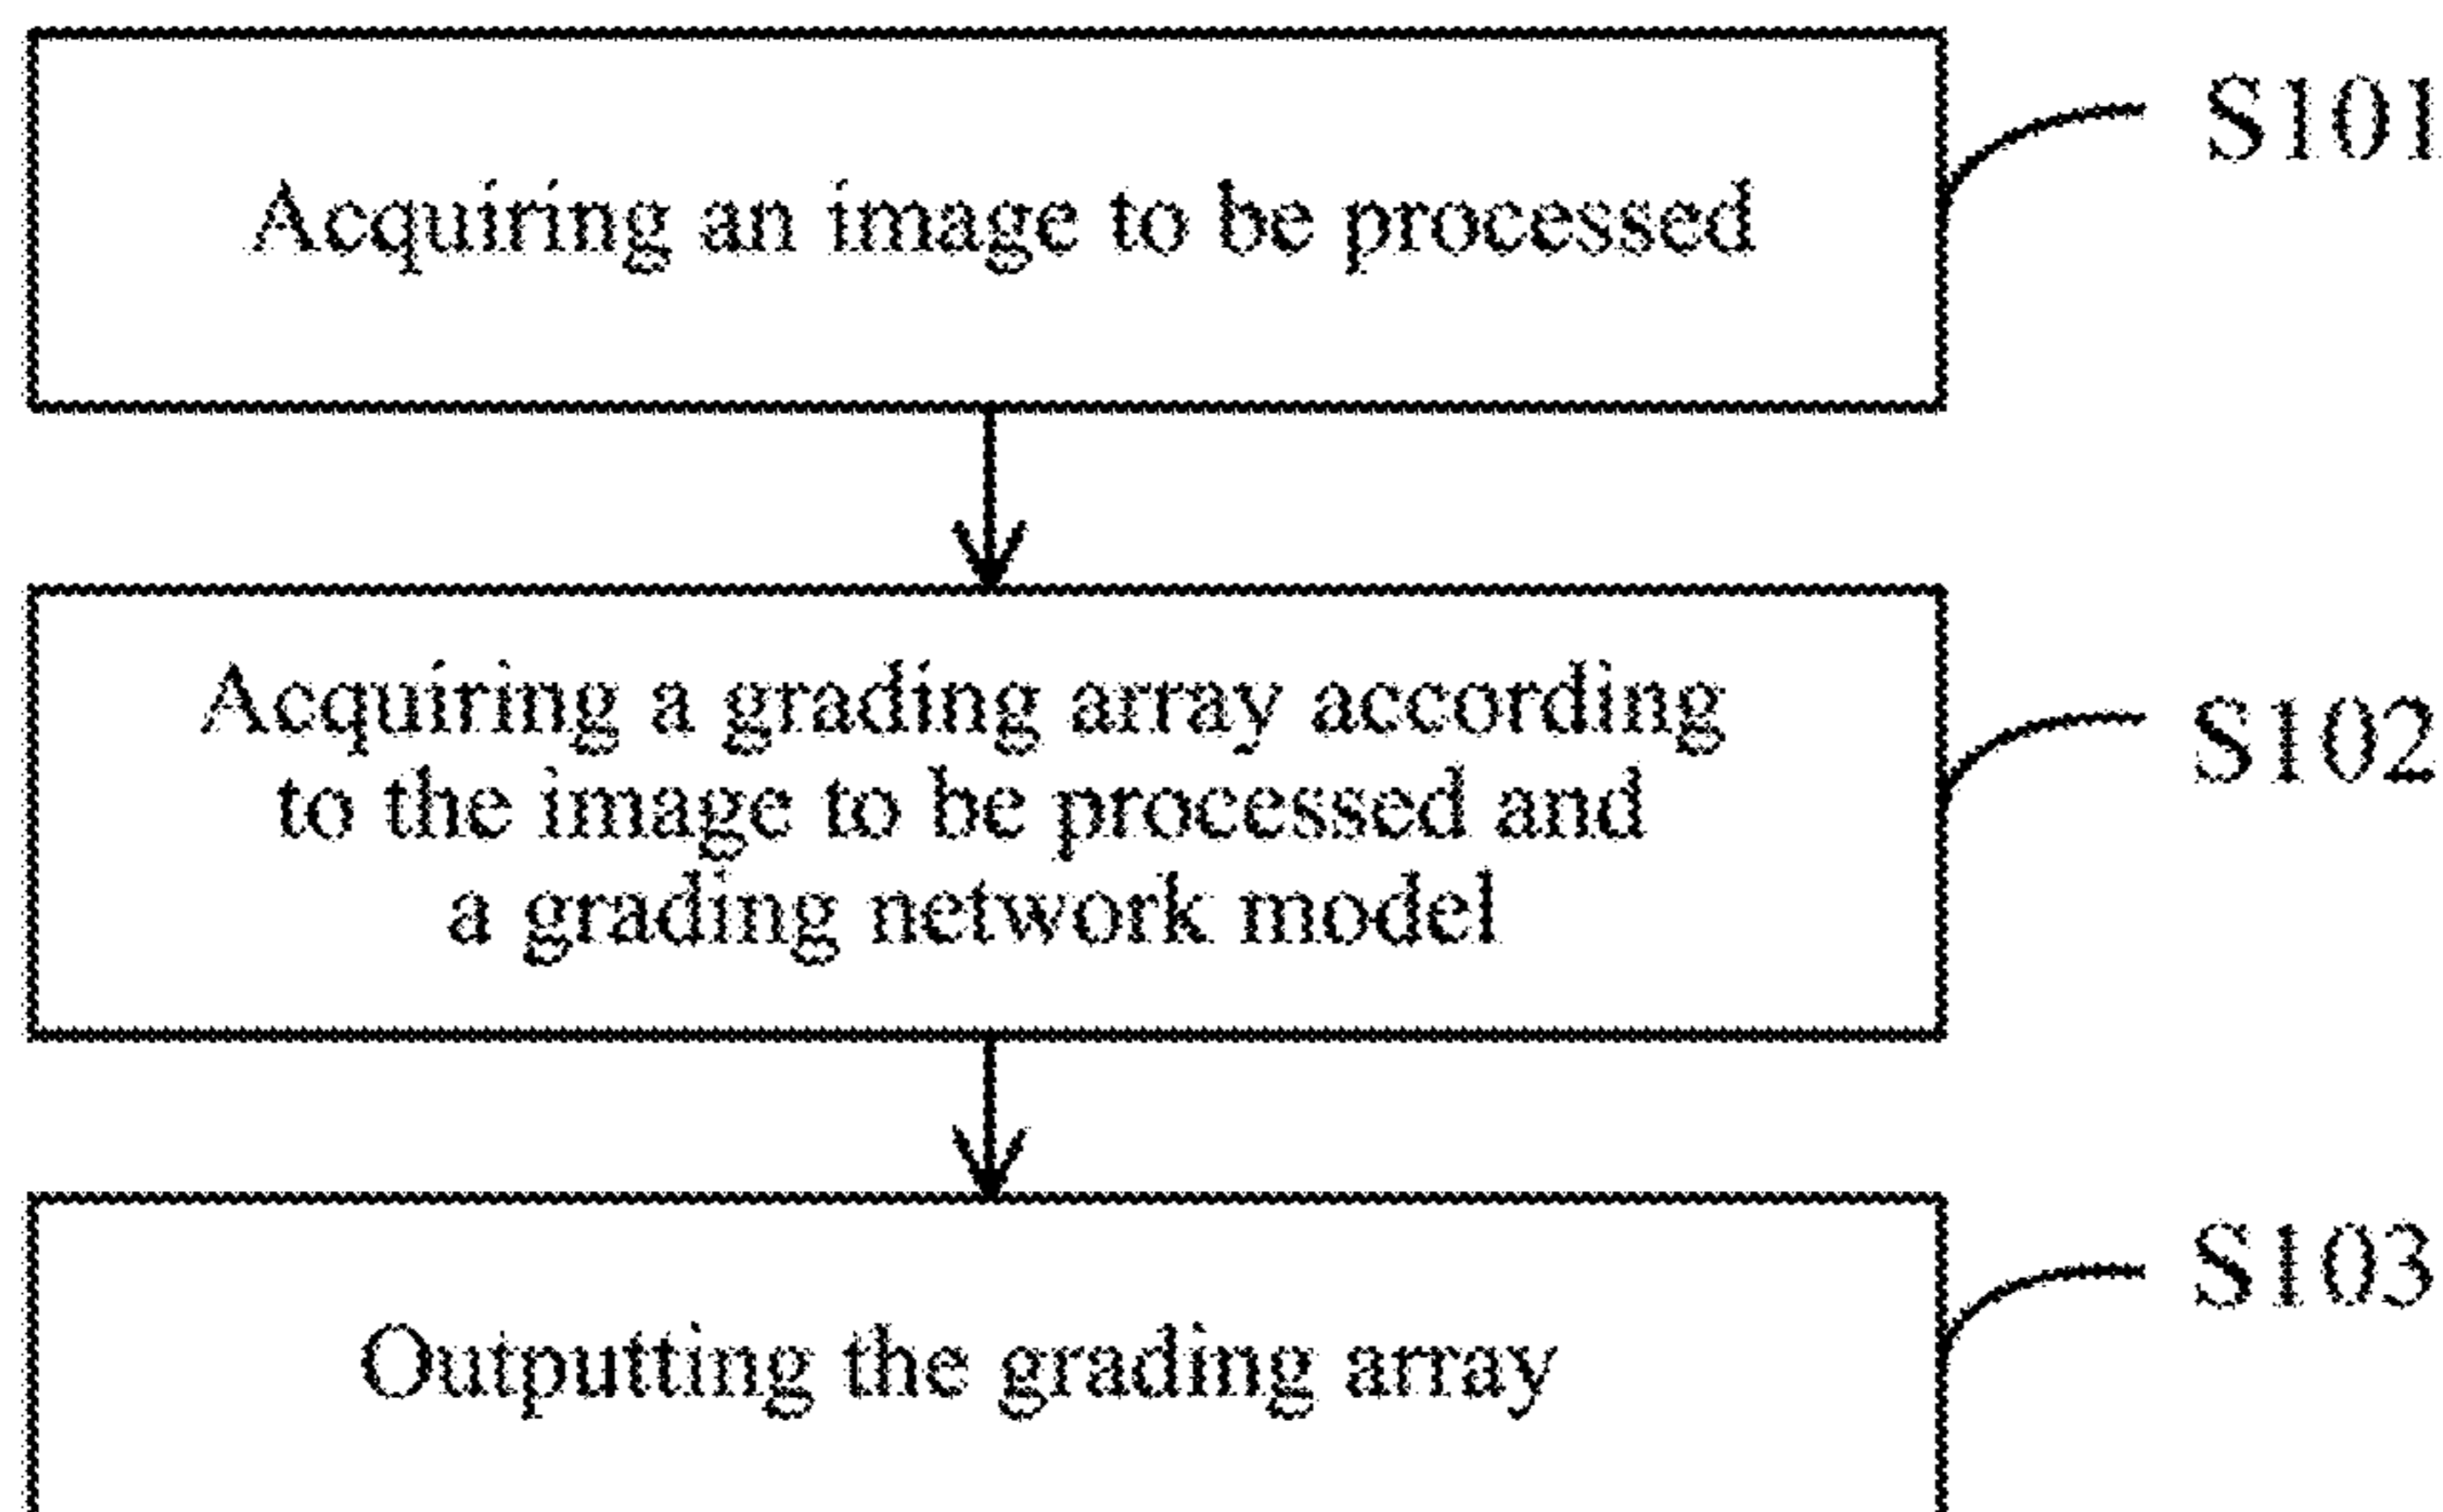 S101
Acquiring an image to be processed
Acquiring a grading array according
S102
to the image to be processed and
a grading network model
S103
Outputting the grading array